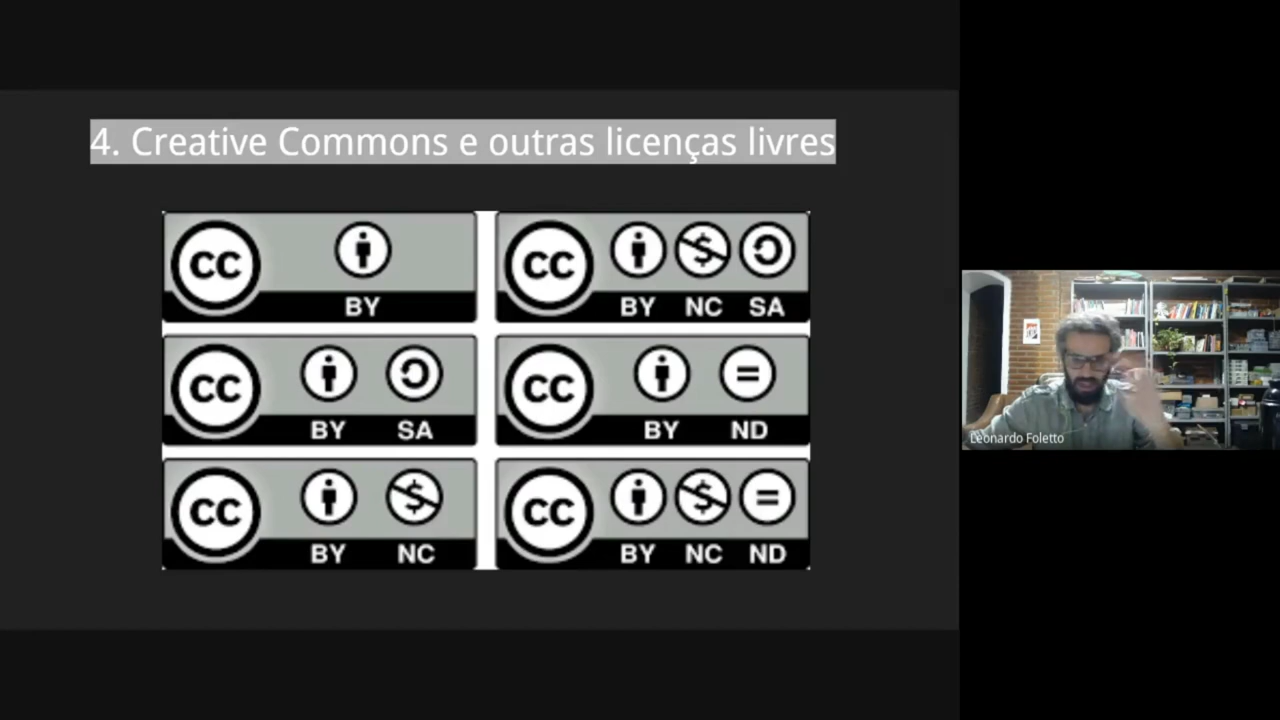 4. Creative Commons e outras licenças livres
CC BY
CC BY NC SA
CC BY SA
CC BY ND
CC BY NC
CC BY NC ND
Leonardo Foletto